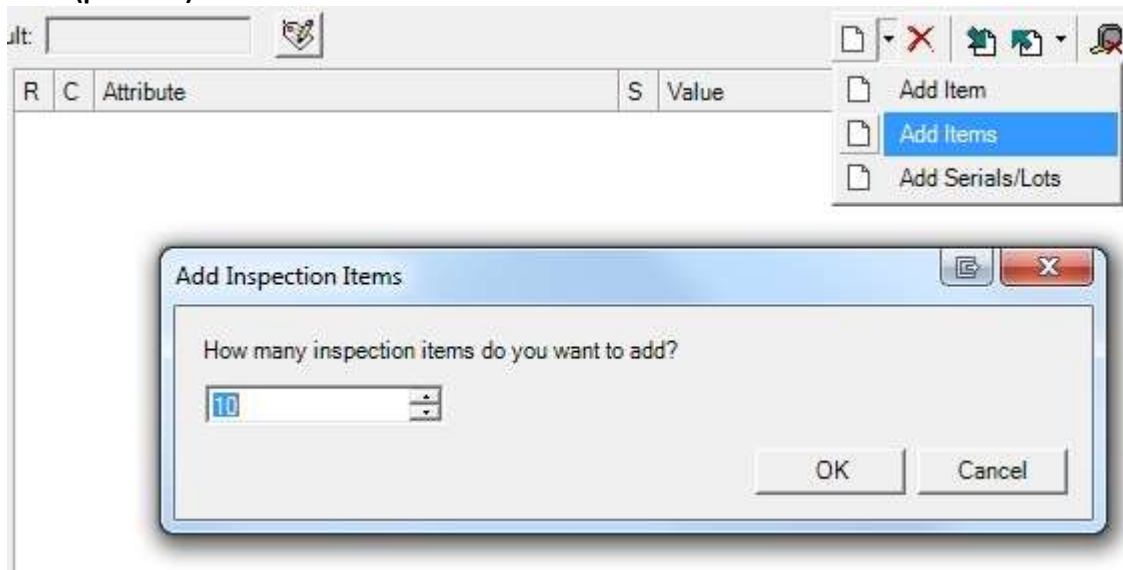 ult:
R C Attribute S Value
Add Item
Add Items
Add Serials/Lots
Add Inspection Items
How many inspection items do you want to add?
10
OK Cancel